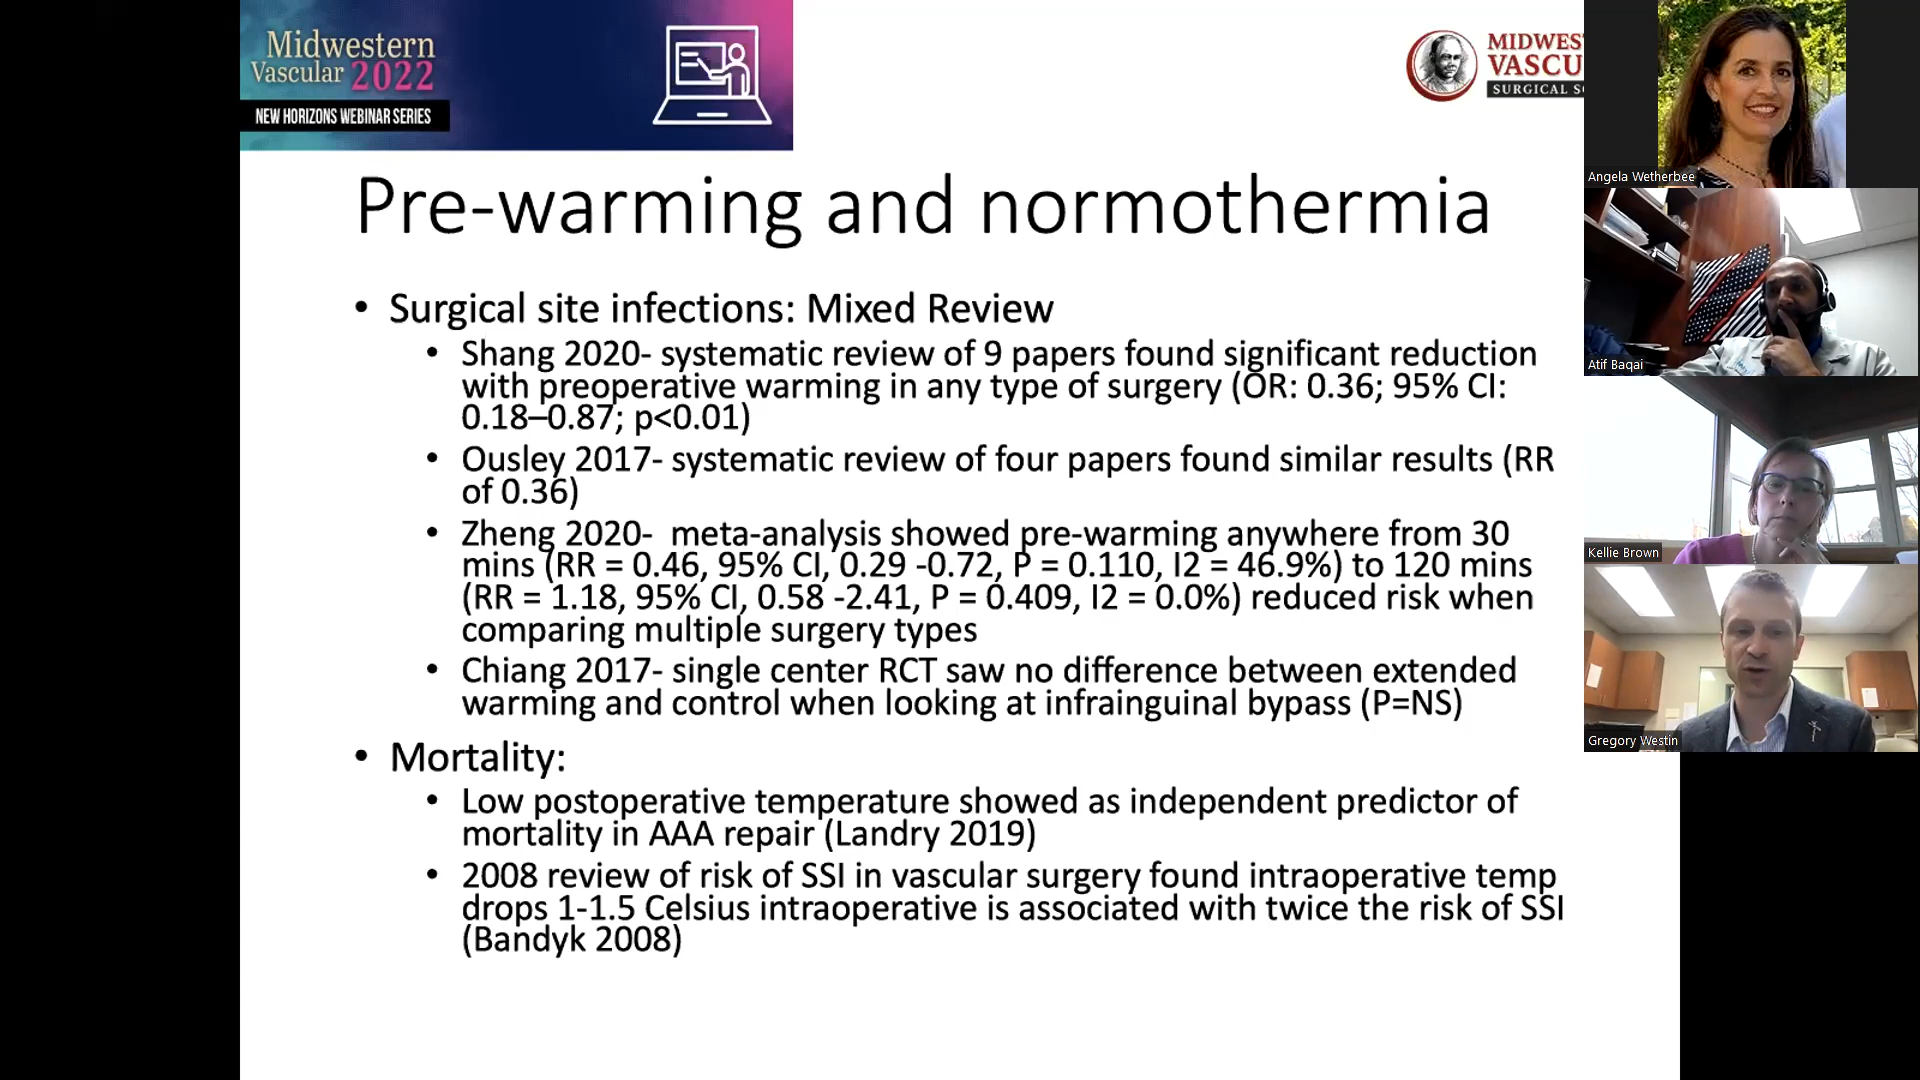 Midwestern
Vascular 2022
NEW HORIZONS WEBINAR SERIES
MIDWES
VASCU
SURGICAL S
Pre-warming and normothermia
• Surgical site infections: Mixed Review
• Shang 2020- systematic review of 9 papers found significant reduction
with preoperative warming in any type of surgery (OR: 0.36; 95% CI:
0.18–0.87; p<0.01)
• Ousley 2017- systematic review of four papers found similar results (RR
of 0.36)
• Zheng 2020- meta-analysis showed pre-warming anywhere from 30
mins (RR = 0.46, 95% CI, 0.29 -0.72, P = 0.110, I2 = 46.9%) to 120 mins
(RR = 1.18, 95% CI, 0.58 -2.41, P = 0.409, I2 = 0.0%) reduced risk when
comparing multiple surgery types
• Chiang 2017- single center RCT saw no difference between extended
warming and control when looking at infrainguinal bypass (P=NS)
• Mortality:
• Low postoperative temperature showed as independent predictor of
mortality in AAA repair (Landry 2019)
• 2008 review of risk of SSI in vascular surgery found intraoperative temp
drops 1-1.5 Celsius intraoperative is associated with twice the risk of SSI
(Bandyk 2008)
Angela Wetherbee
Atif Baqai
Kellie Brown
Gregory Westin